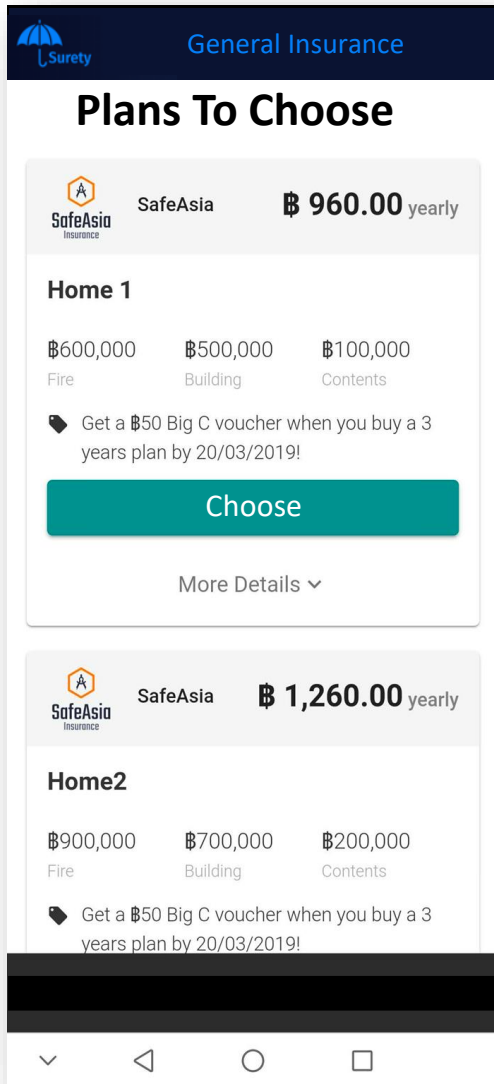 Surety
General Insurance
Plans To Choose
SafeAsia
Insurance
SafeAsia
฿ 960.00 yearly
Home 1
฿600,000 ฿500,000 ฿100,000
Fire Building Contents
Get a ฿50 Big C voucher when you buy a 3
years plan by 20/03/2019!
Choose
More Details
SafeAsia
Insurance
SafeAsia
฿ 1,260.00 yearly
Home2
฿900,000 ฿700,000 ฿200,000
Fire Building Contents
Get a ฿50 Big C voucher when you buy a 3
years plan by 20/03/2019!